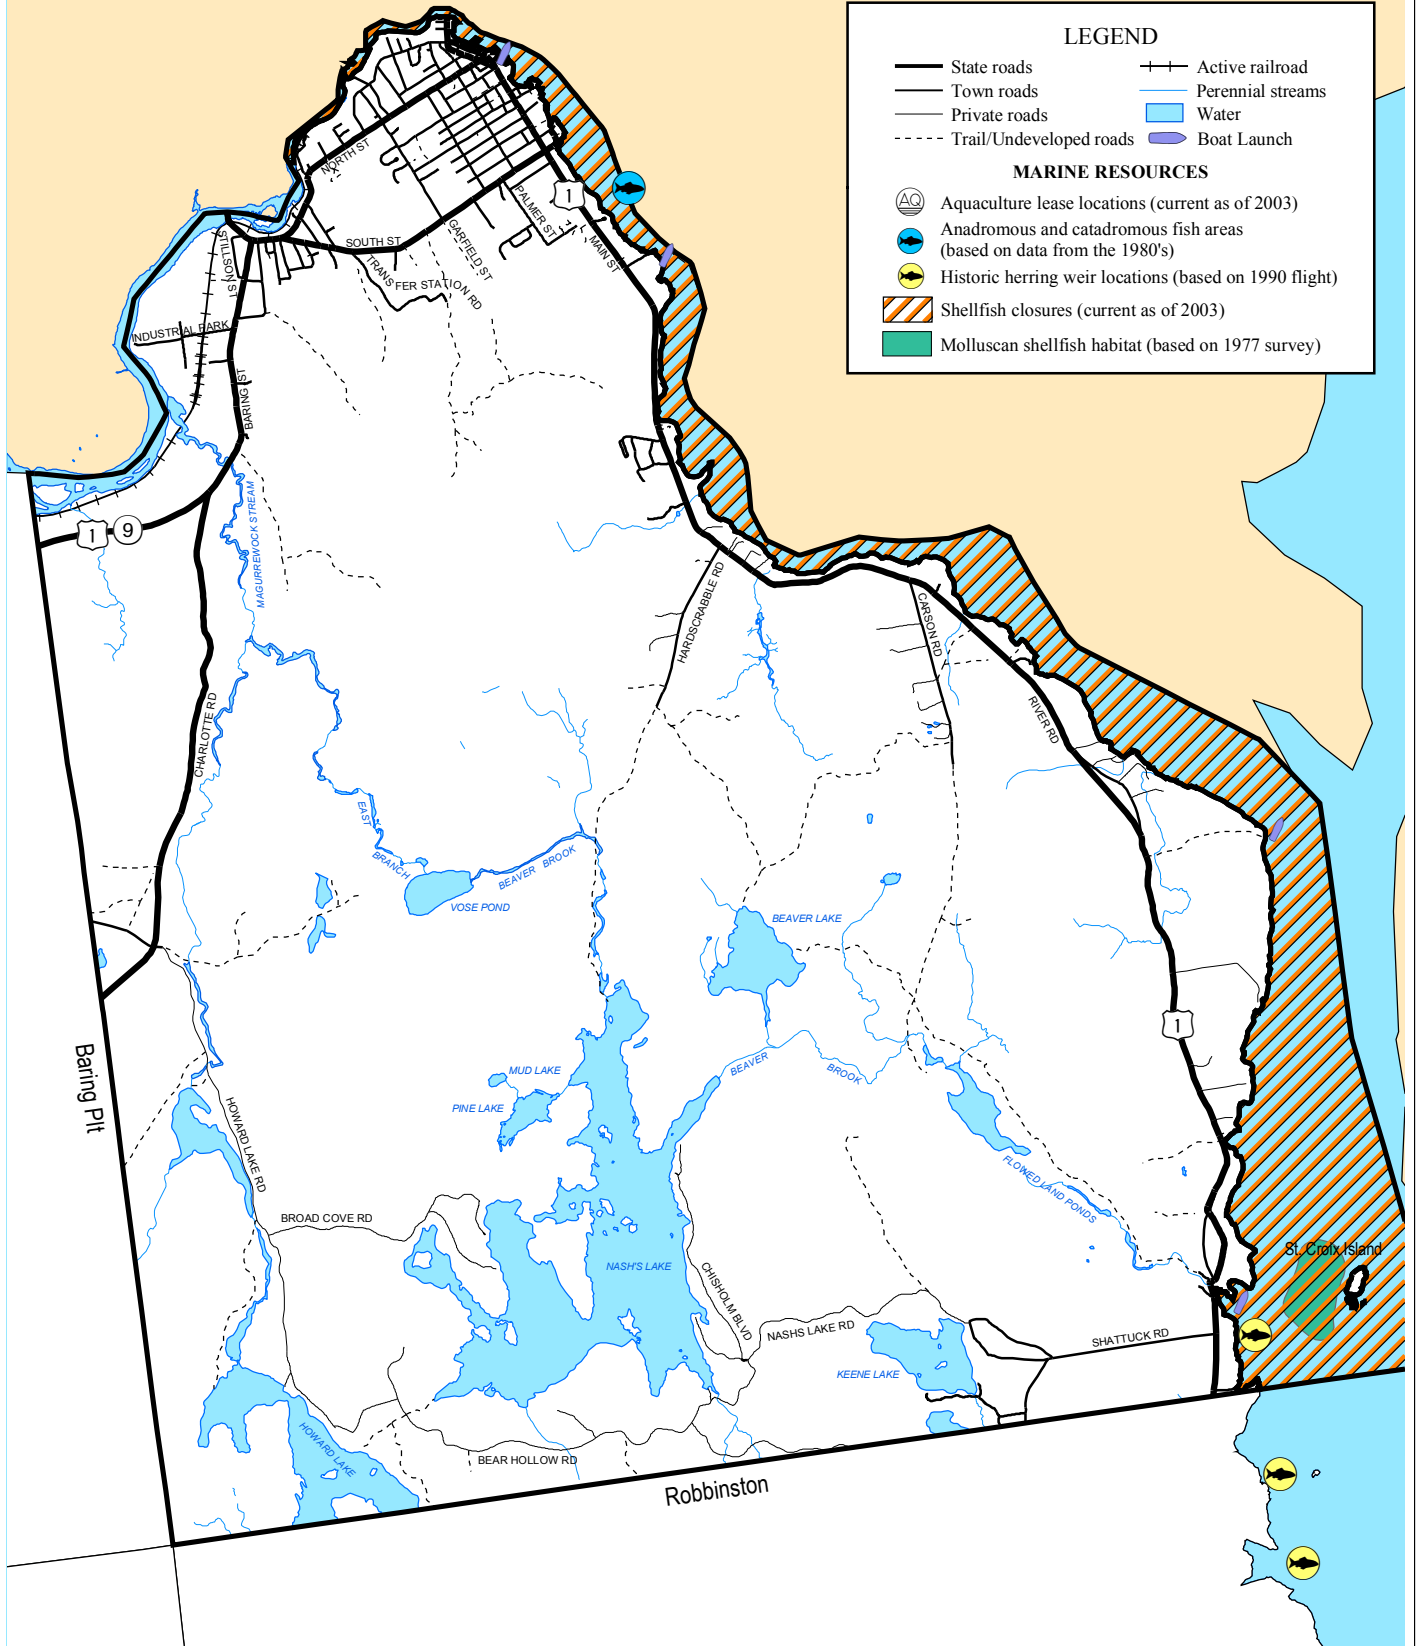 LEGEND
State roads
Active railroad
Town roads
Perennial streams
Private roads
Water
Trail/Undeveloped roads
Boat Launch
MARINE RESOURCES
AQ Aquaculture lease locations (current as of 2003)
Anadromous and catadromous fish areas
(based on data from the 1980's)
Historic herring weir locations (based on 1990 flight)
Shellfish closures (current as of 2003)
Molluscan shellfish habitat (based on 1977 survey)
NORTH ST
PALMER ST
1
GARFIELD ST
MAIN ST
STILLSON ST
SOUTH ST
TRANSFER STATION RD
INDUSTRIAL PARK
BARING ST
1
9
MAGURREWOCK STREAM
HARDSCRABBLE RD
CARSON RD
CHARLOTTE RD
RIVER RD
EAST
BRANCH
BEAVER BROOK
VOSE POND
BEAVER LAKE
1
Baring Plt
MUD LAKE
BEAVER
BROOK
PINE LAKE
HOWARD LAKE RD
FLOWED LAND PONDS
BROAD COVE RD
St. Croix Island
NASH'S LAKE
CHISHOLM BLVD
NASHS LAKE RD
SHATTUCK RD
KEENE LAKE
HOWARD LAKE
BEAR HOLLOW RD
Robbinston